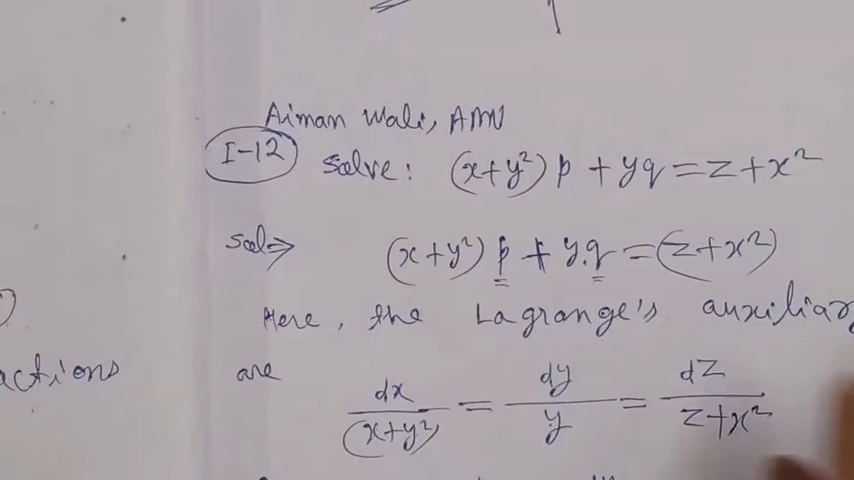 Aiman Wali, AMU
I-12 Solve: (x+y²)p + yq = z + x²
Sol⇒ (x+y²) p + y.q = (z+x²)
Here, the Lagrange's auxiliary
actions
are
dx/(x+y²) = dy/y = dz/z+x²